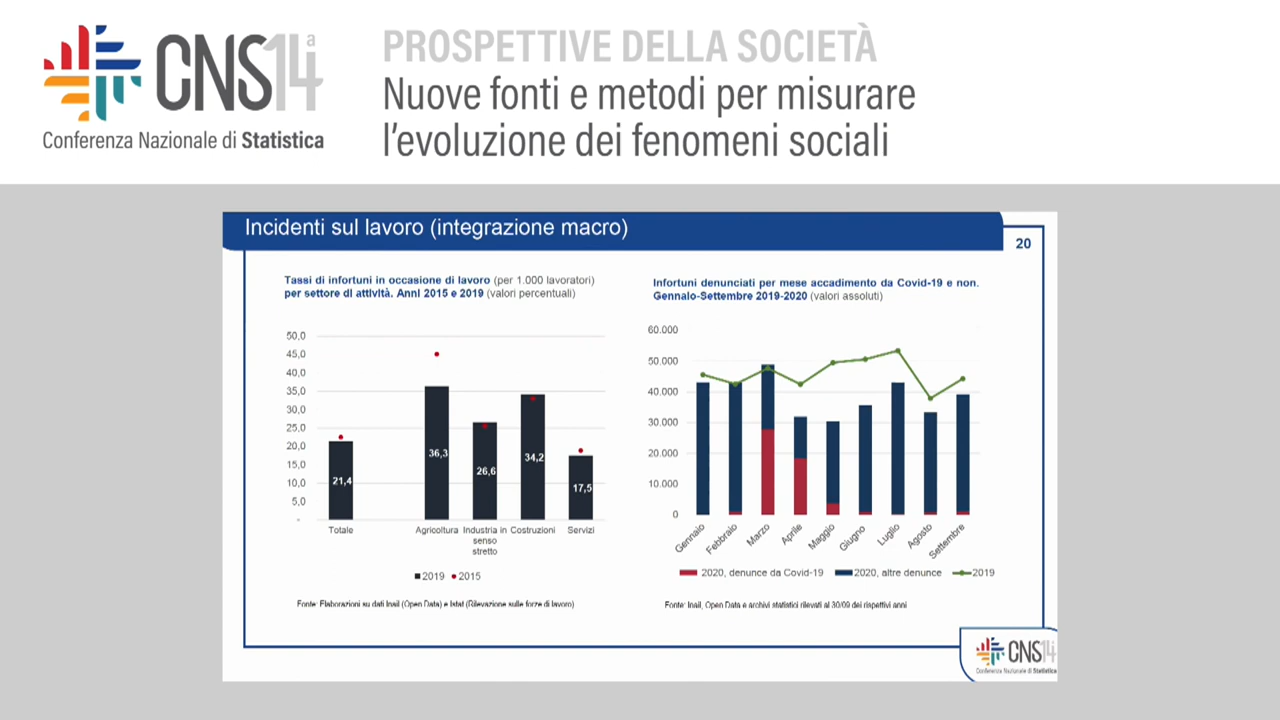 CNS14a
Conferenza Nazionale di Statistica
PROSPETTIVE DELLA SOCIETÀ
Nuove fonti e metodi per misurare
l'evoluzione dei fenomeni sociali
Incidenti sul lavoro (integrazione macro)
20
Tassi di infortuni in occasione di lavoro (per 1.000 lavoratori)
per settore di attività. Anni 2015 e 2019 (valori percentuali)
50,0
45,0
40,0
35,0
30,0
25,0
20,0
15,0
10,0
5,0
-
21,4
36,3
26,6
34,2
17,5
Totale
Agricoltura
Industria in
senso
stretto
Costruzioni
Servizi
2019
2015
Fonte: Elaborazioni su dati Inail (Open Data) e Istat (Rilevazione sulle forze di lavoro)
Infortuni denunciati per mese accadimento da Covid-19 e non.
Gennaio-Settembre 2019-2020 (valori assoluti)
60.000
50.000
40.000
30.000
20.000
10.000
0
Gennaio
Febbraio
Marzo
Aprile
Maggio
Giugno
Luglio
Agosto
Settembre
2020, denunce da Covid-19
2020, altre denunce
2019
Fonte: Inail, Open Data e archivi statistici rilevati al 30/09 dei rispettivi anni
CNS14a
Conferenza Nazionale di Statistica